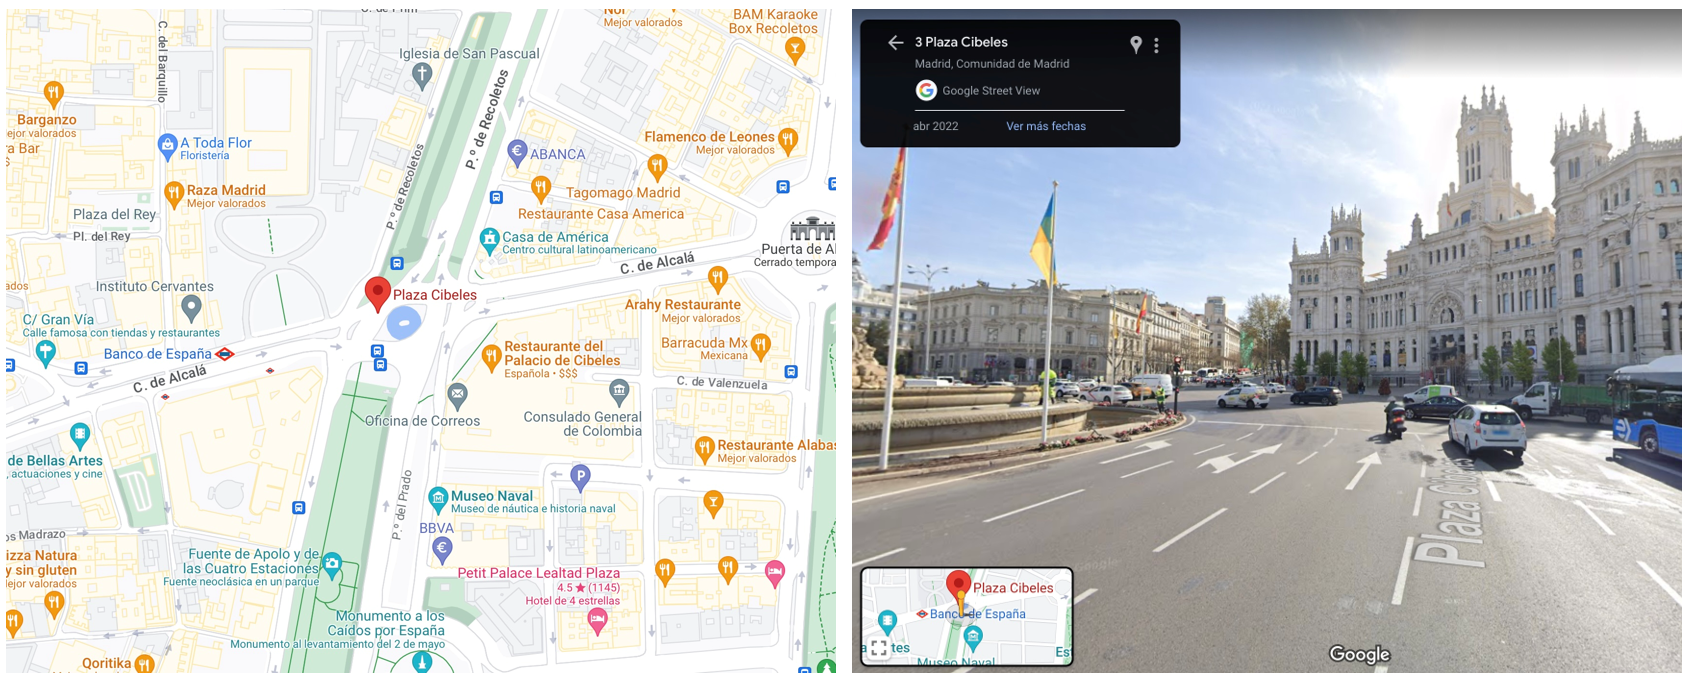 C. de Prim
Nor
Mejor valorados
BAM Karaoke
Box Recoletos
Iglesia de San Pascual
C. del Barquillo
P.º de Recoletos
Barganzo
ejor valorados
ra Bar
$
A Toda Flor
Floristería
ABANCA
Flamenco de Leones
Mejor valorados
Raza Madrid
Mejor valorados
Tagomago Madrid
Restaurante Casa America
P.º de Recoletos
Plaza del Rey
Pl. del Rey
Casa de América
Centro cultural latinoamericano
Puerta de Al
Cerrado tempora
C. de Alcalá
ados
Instituto Cervantes
Plaza Cibeles
Arahy Restaurante
Mejor valorados
C/ Gran Vía
Calle famosa con tiendas y restaurantes
Banco de España
Restaurante del
Palacio de Cibeles
Española • $$$
Barracuda Mx
Mexicana
C. de Alcalá
C. de Valenzuela
Oficina de Correos
Consulado General
de Colombia
de Bellas Artes
, actuaciones y cine
Restaurante Alabas
Mejor valorados
P
P.º del Prado
Museo Naval
Museo de náutica e historia naval
BBVA
os Madrazo
izza Natura
y sin gluten
lejor valorados
Fuente de Apolo y de
las Cuatro Estaciones
Fuente neoclásica en un parque
Petit Palace Lealtad Plaza
4.5 ★ (1145)
Hotel de 4 estrellas
Monumento a los
Caídos por España
Monumento al levantamiento del 2 de mayo
Qoritika
3 Plaza Cibeles
Madrid, Comunidad de Madrid
Google Street View
abr 2022
Ver más fechas
Plaza Cibeles
Google
Plaza Cibeles
Banco de España
a
rtes
Museo Naval
Es
Google